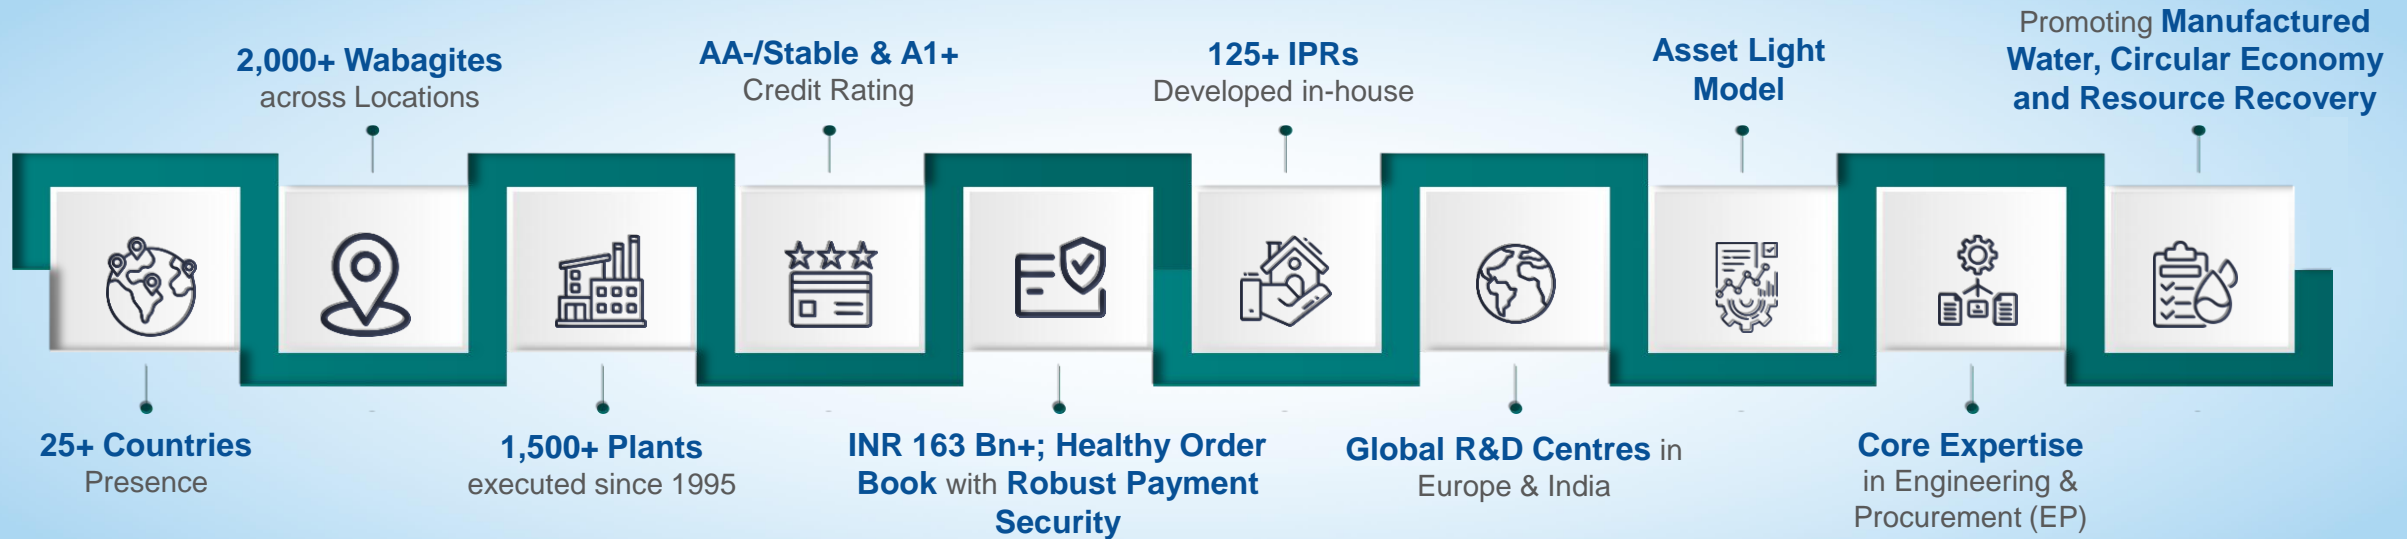 25+ Countries
Presence
2,000+ Wabagites
across Locations
1,500+ Plants
executed since 1995
AA-/Stable & A1+
Credit Rating
INR 163 Bn+; Healthy Order
Book with Robust Payment
Security
125+ IPRs
Developed in-house
Global R&D Centres in
Europe & India
Asset Light
Model
Core Expertise
in Engineering &
Procurement (EP)
Promoting Manufactured
Water, Circular Economy
and Resource Recovery